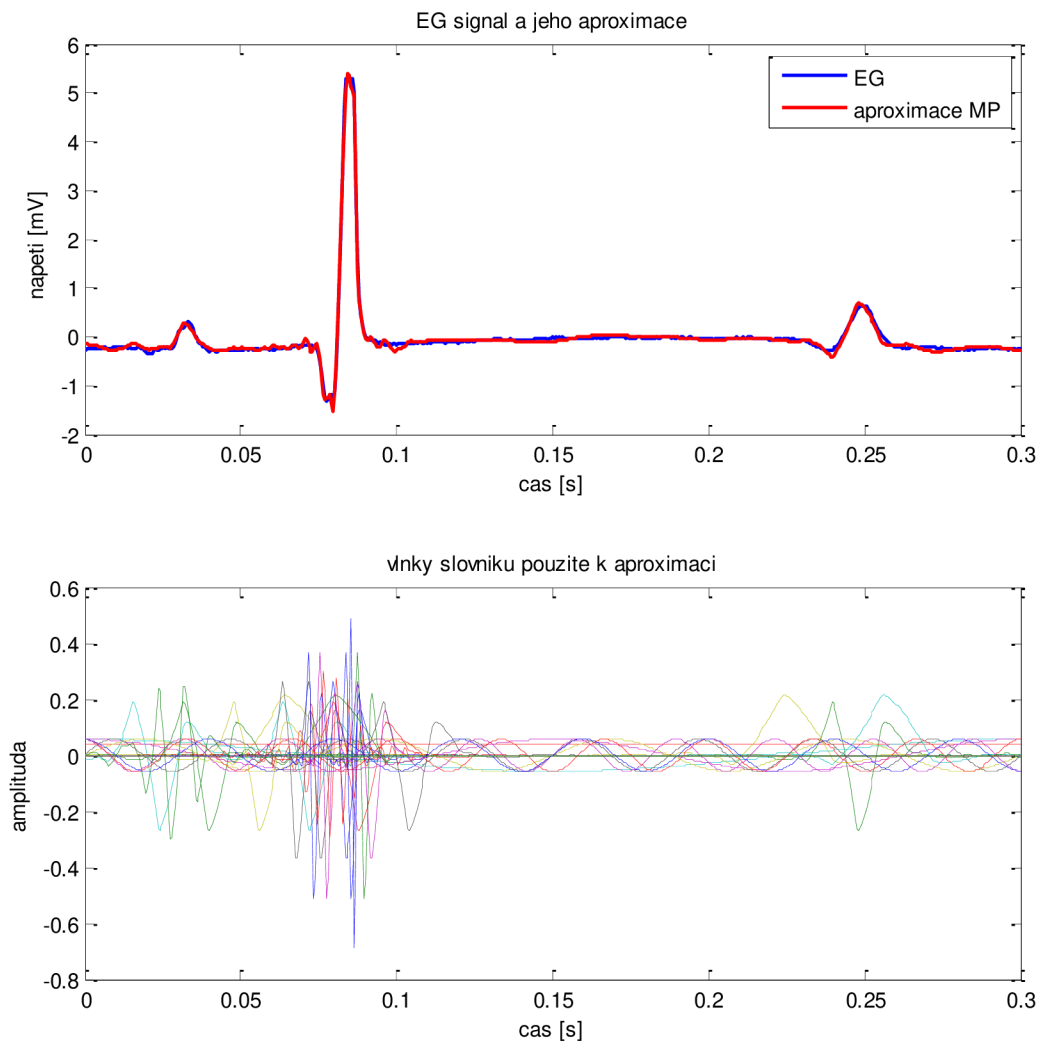 EG signal a jeho aproximace
6
5
4
3
2
1
0
-1
-2
napeti [mV]
EG
aproximace MP
0 0.05 0.1 0.15 0.2 0.25 0.3
cas [s]
vlnky slovniku pouzite k aproximaci
0.6
0.4
0.2
0
-0.2
-0.4
-0.6
-0.8
amplituda
0 0.05 0.1 0.15 0.2 0.25 0.3
cas [s]